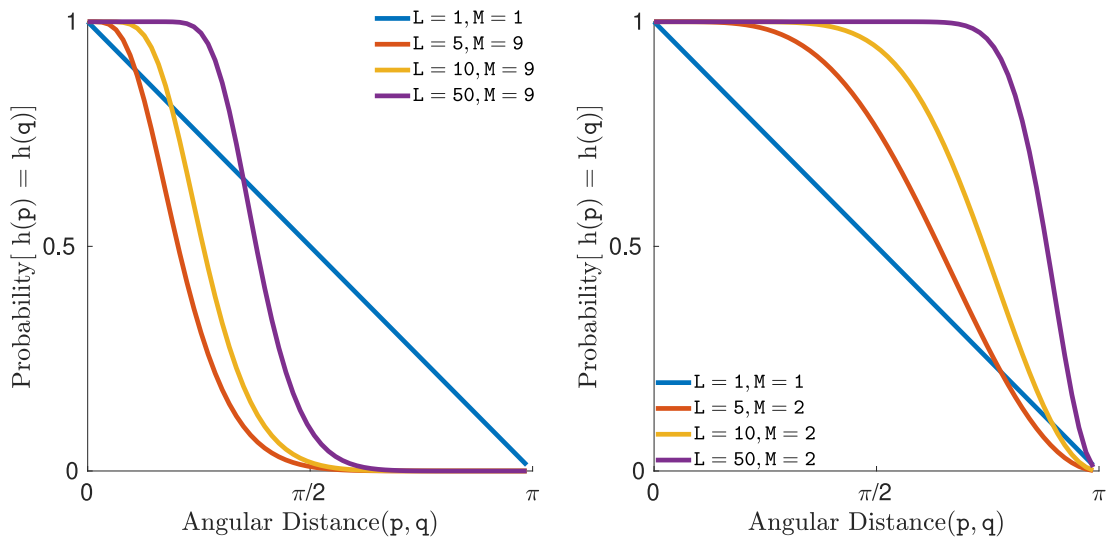 1
0.5
0
Probability[ h(p) = h(q)]
L = 1, M = 1
L = 5, M = 9
L = 10, M = 9
L = 50, M = 9
0 π/2 π
Angular Distance(p, q)
1
0.5
0
Probability[ h(p) = h(q)]
L = 1, M = 1
L = 5, M = 2
L = 10, M = 2
L = 50, M = 2
0 π/2 π
Angular Distance(p, q)